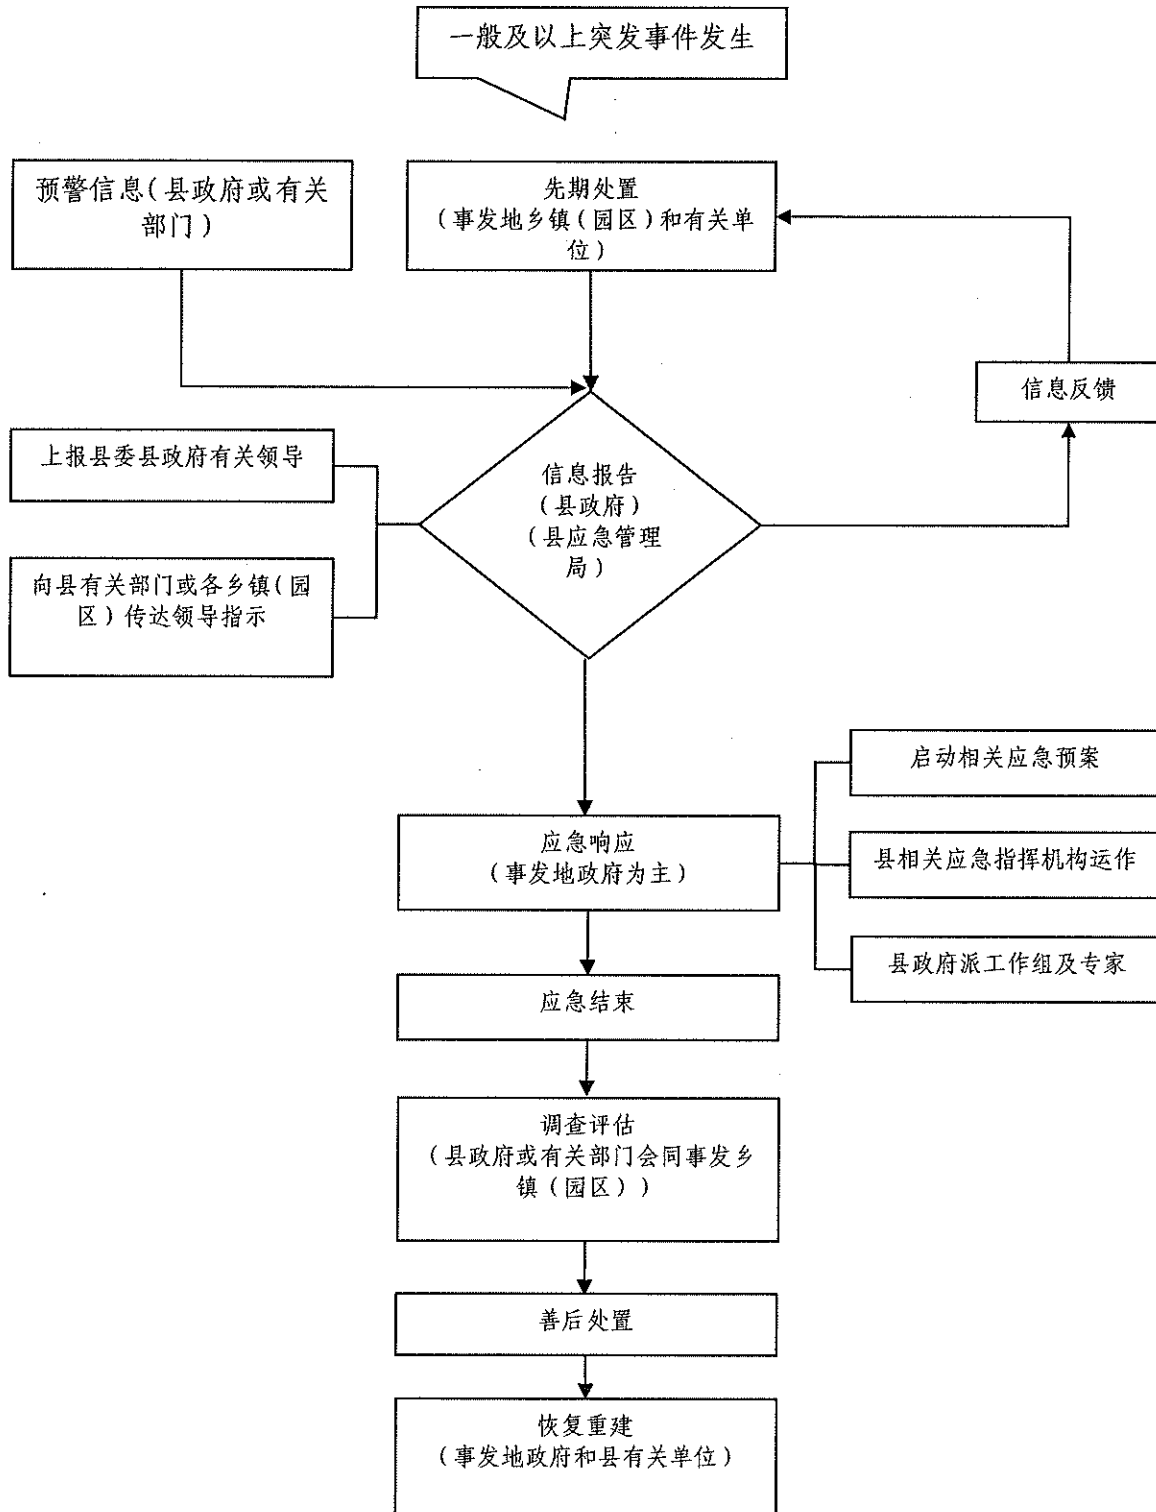 一般及以上突发事件发生
预警信息(县政府或有关
部门)
先期处置
(事发地乡镇(园区)和有关单
位)
信息反馈
上报县委县政府有关领导
信息报告
(县政府)
(县应急管理
局)
向县有关部门或各乡镇(园
区)传达领导指示
启动相关应急预案
应急响应
(事发地政府为主)
县相关应急指挥机构运作
县政府派工作组及专家
应急结束
调查评估
(县政府或有关部门会同事发乡
镇(园区))
善后处置
恢复重建
(事发地政府和县有关单位)